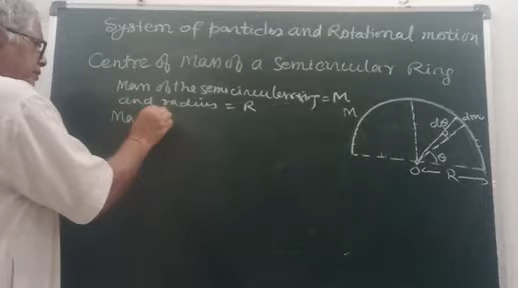 System of particles and Rotational motion
Centre of Mass of a Semicircular Ring
Mass of the semicircular ring = M
and radius = R
Ma
M
dθ
dm
θ
O
R